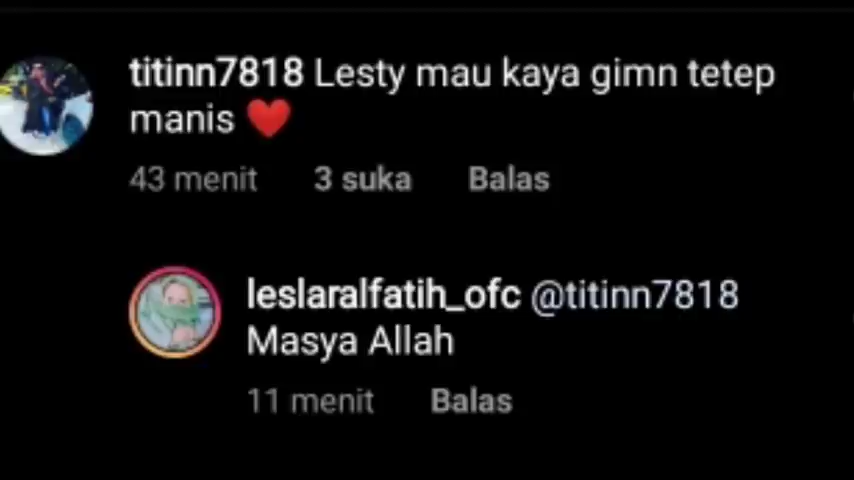 titinn7818 Lesty mau kaya gimn tetep
manis ❤️
43 menit 3 suka Balas
leslaralfatih_ofc @titinn7818
Masya Allah
11 menit Balas